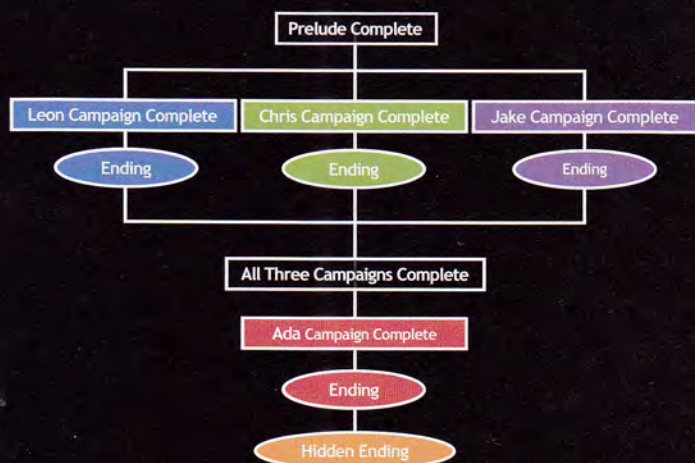 Prelude Complete
Leon Campaign Complete
Chris Campaign Complete
Jake Campaign Complete
Ending
Ending
Ending
All Three Campaigns Complete
Ada Campaign Complete
Ending
Hidden Ending